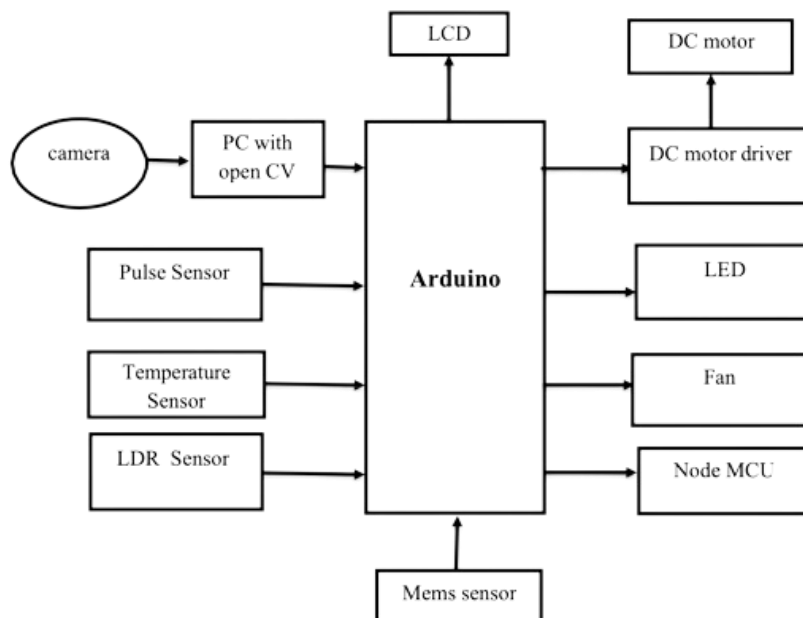 LCD
DC motor
camera
PC with
open CV
DC motor driver
Pulse Sensor
Arduino
LED
Temperature
Sensor
Fan
LDR Sensor
Node MCU
Mems sensor